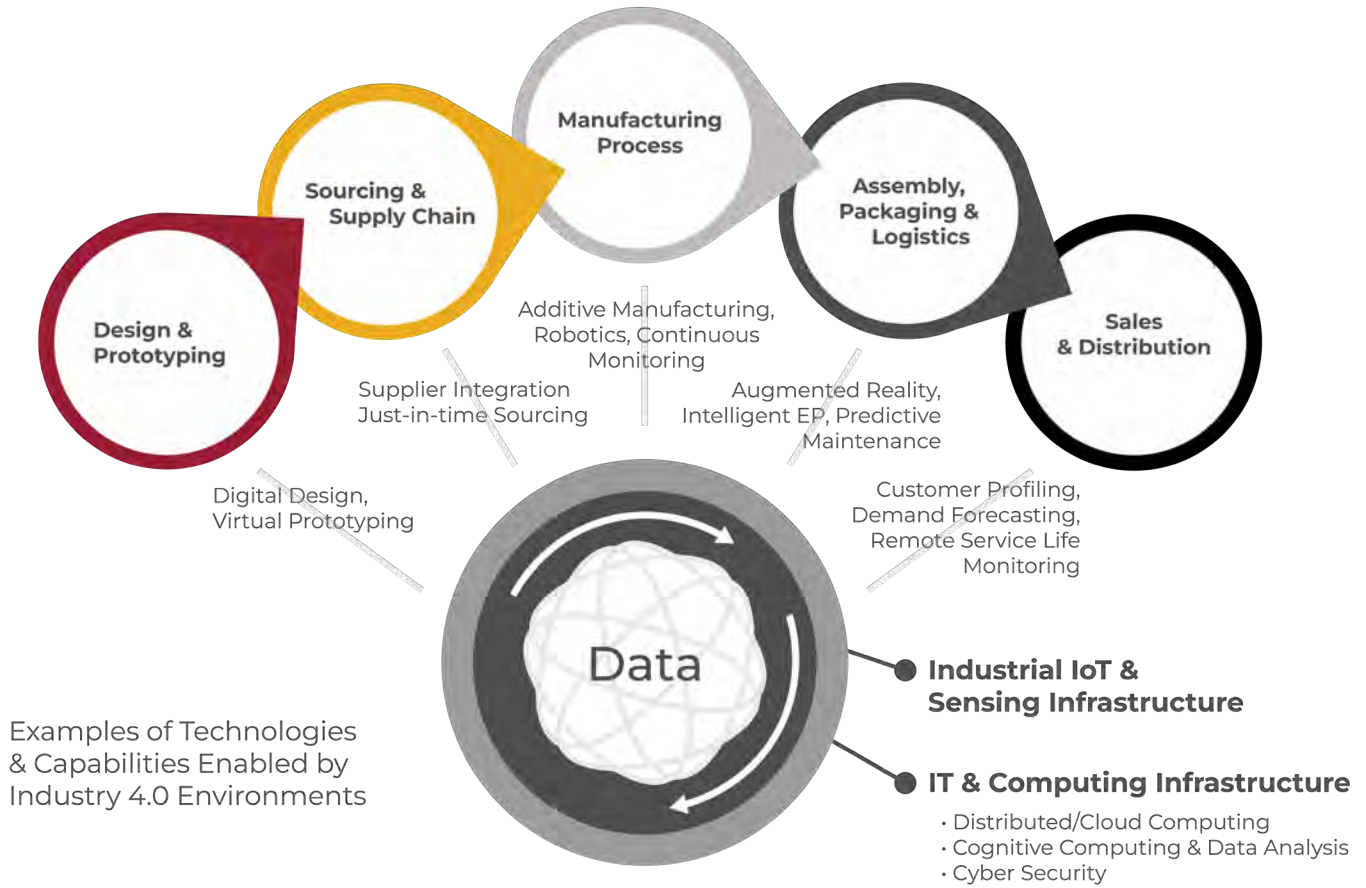 Manufacturing
Process
Sourcing &
Supply Chain
Assembly,
Packaging &
Logistics
Design &
Prototyping
Sales
& Distribution
Additive Manufacturing,
Robotics, Continuous
Monitoring
Supplier Integration
Just-in-time Sourcing
Augmented Reality,
Intelligent EP, Predictive
Maintenance
Digital Design,
Virtual Prototyping
Customer Profiling,
Demand Forecasting,
Remote Service Life
Monitoring
Data
Industrial IoT &
Sensing Infrastructure
Examples of Technologies
& Capabilities Enabled by
Industry 4.0 Environments
IT & Computing Infrastructure
• Distributed/Cloud Computing
• Cognitive Computing & Data Analysis
• Cyber Security